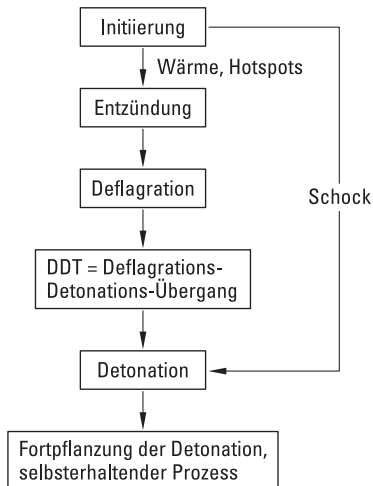 Initiierung
Wärme, Hotspots
Entzündung
Deflagration
Schock
DDT = Deflagrations-
Detonations-Übergang
Detonation
Fortpflanzung der Detonation,
selbsterhaltender Prozess